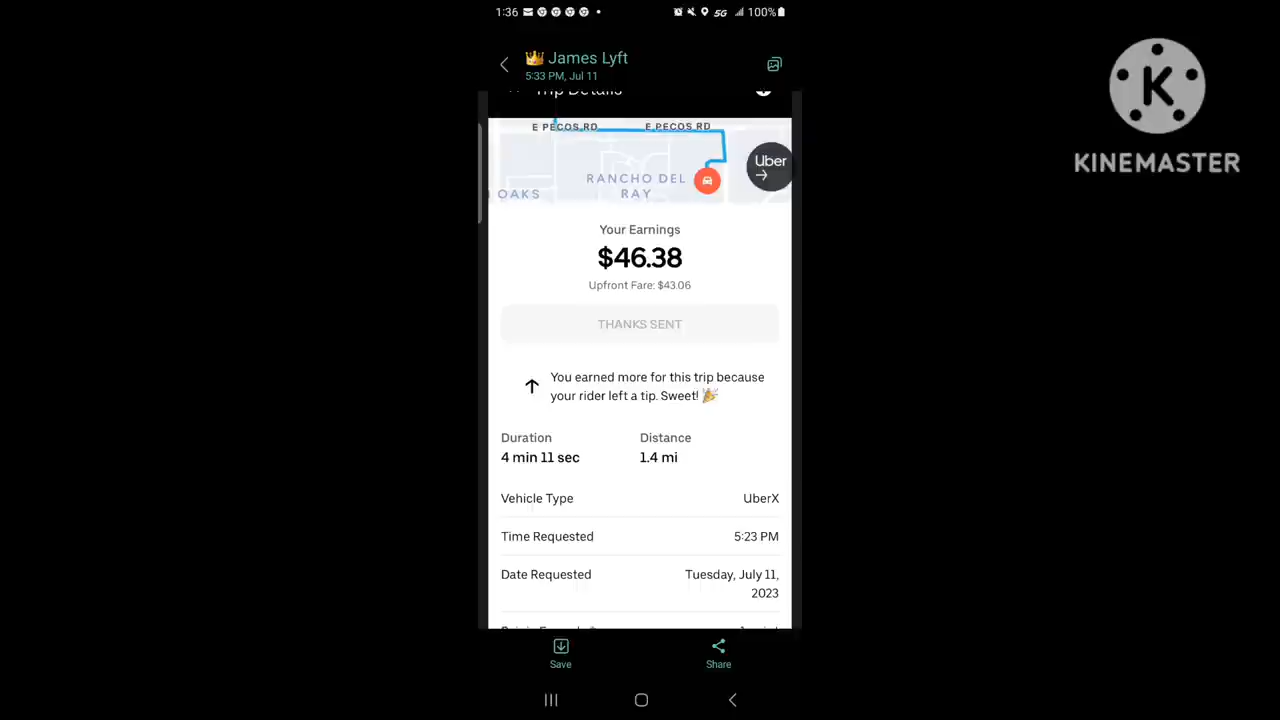 1:36 5G 100%
James Lyft
5:33 PM, Jul 11
Trip Details
E PECOS RD E PECOS RD
Uber
RANCHO DEL
RAY
OAKS
Your Earnings
$46.38
Upfront Fare: $43.06
THANKS SENT
You earned more for this trip because
your rider left a tip. Sweet!
Duration Distance
4 min 11 sec 1.4 mi
Vehicle Type UberX
Time Requested 5:23 PM
Date Requested Tuesday, July 11,
2023
Save Share
K
KINEMASTER